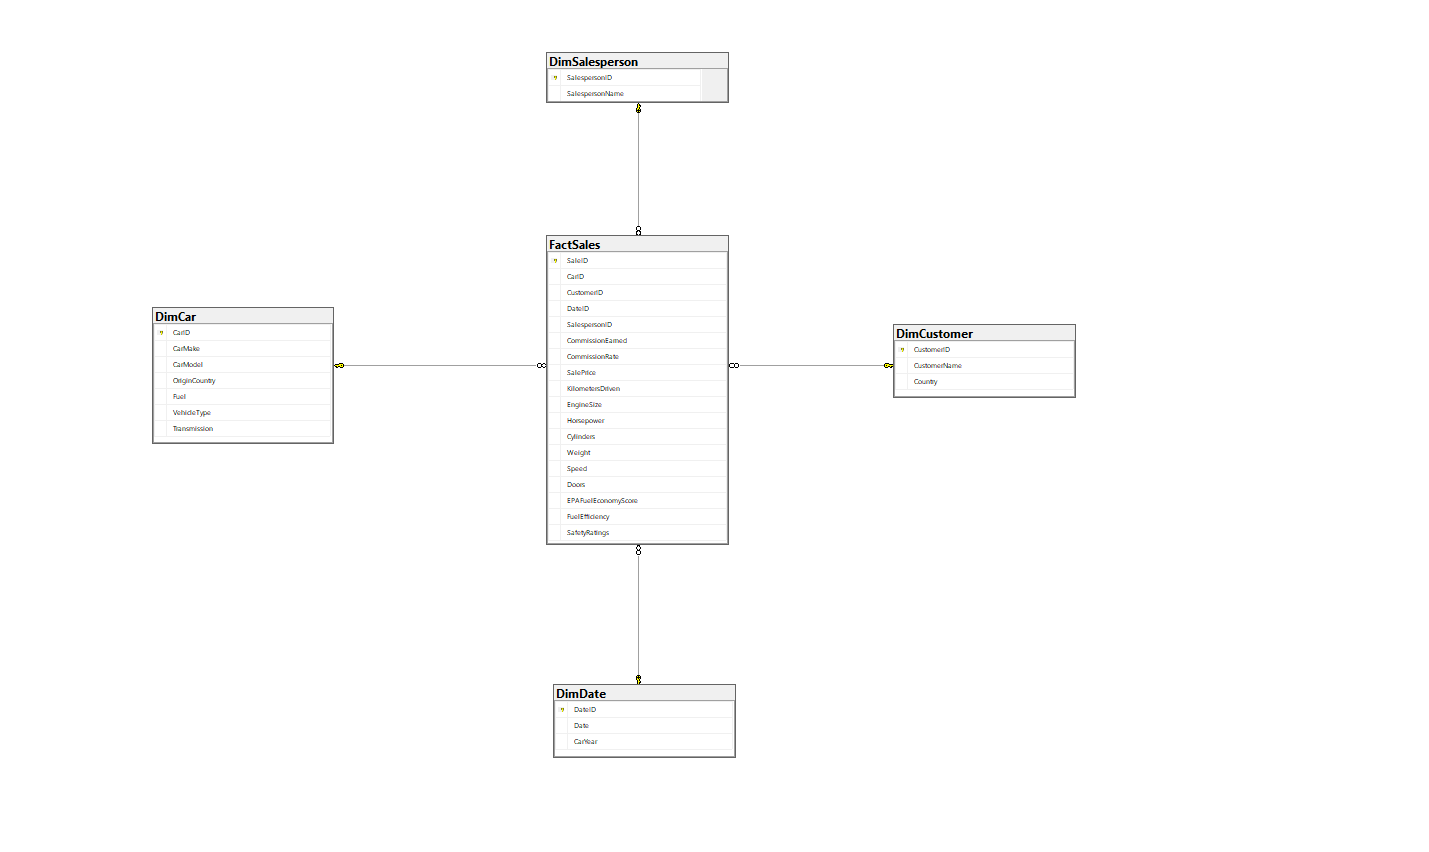 DimSalesperson
SalespersonID
SalespersonName
FactSales
SaleID
CarID
CustomerID
DateID
SalespersonID
CommissionEarned
CommissionRate
SalePrice
KilometersDriven
EngineSize
Horsepower
Cylinders
Weight
Speed
Doors
EPAFuelEconomyScore
FuelEfficiency
SafetyRatings
DimCar
CarID
CarMake
CarModel
OriginCountry
Fuel
VehicleType
Transmission
DimCustomer
CustomerID
CustomerName
Country
DimDate
DateID
Date
CarYear